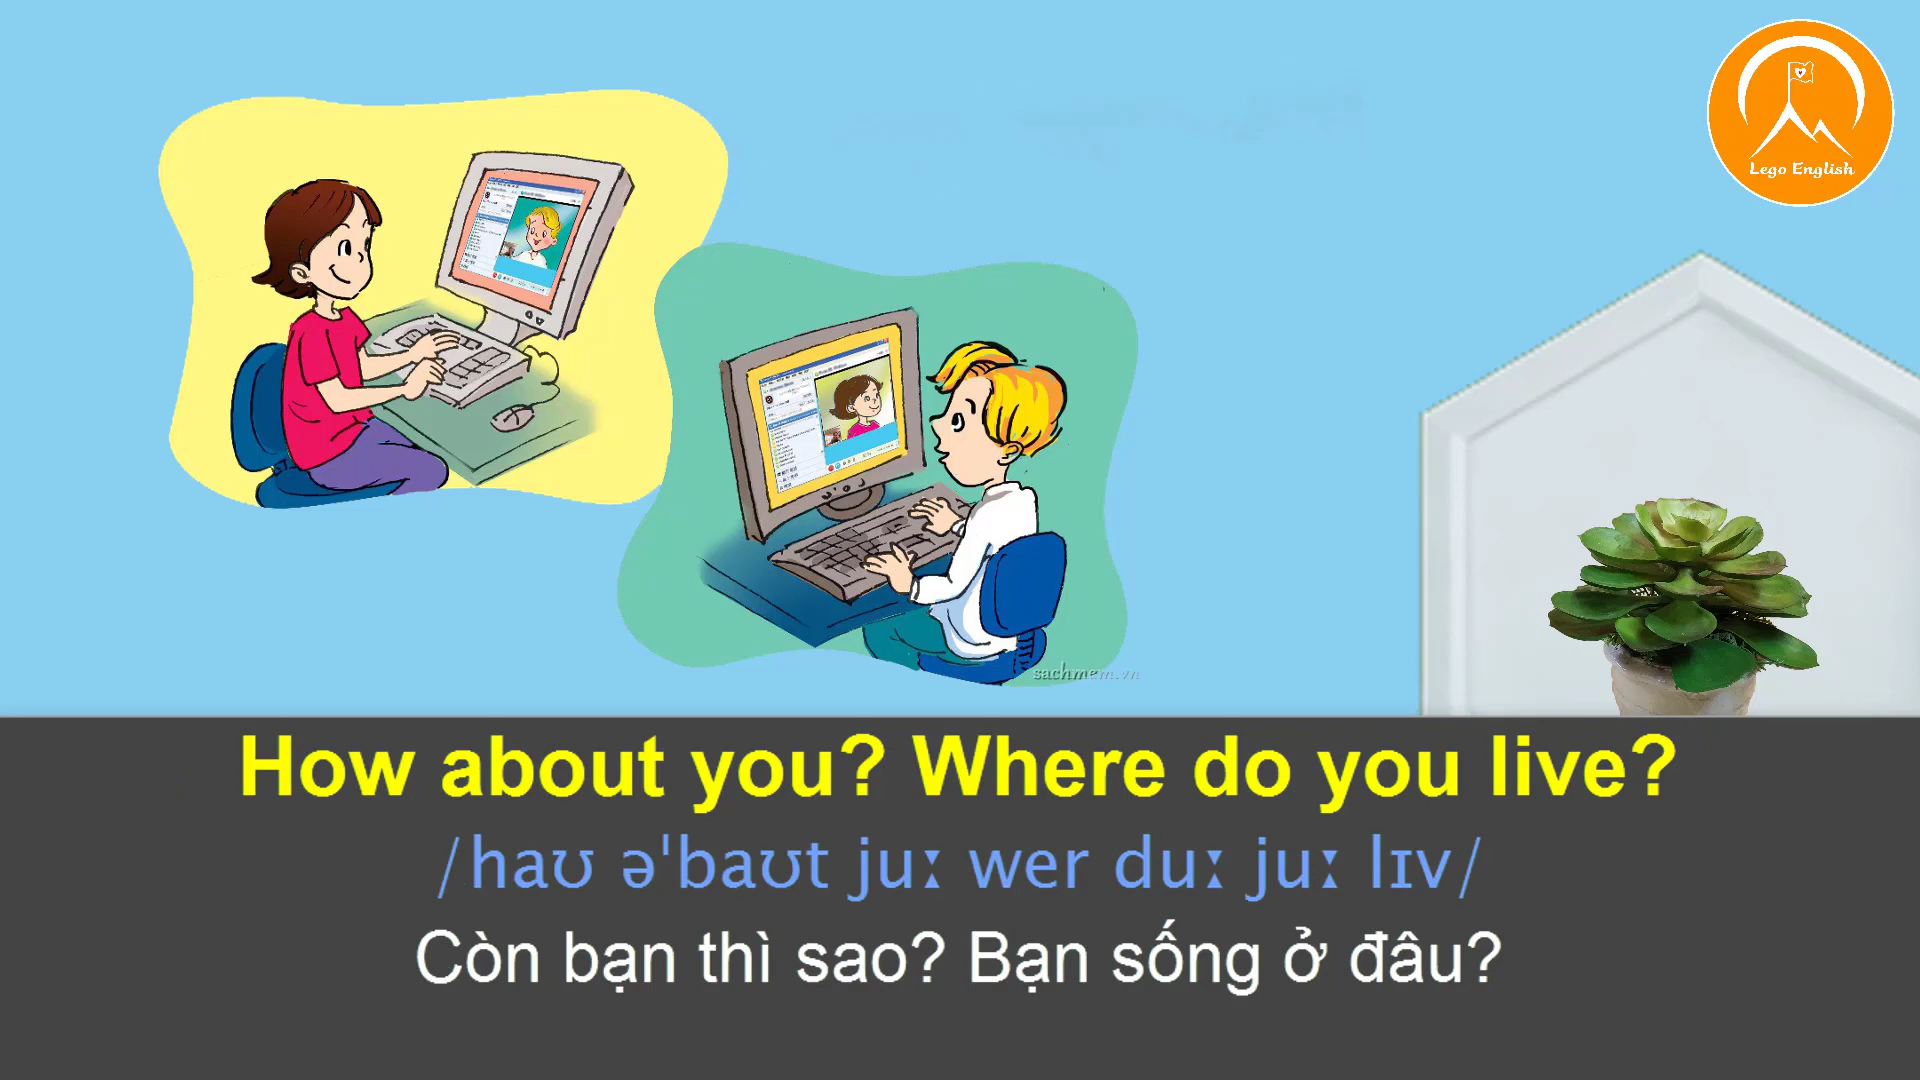 Lego English
sachmem.vn
How about you? Where do you live?
/haʊ əˈbaʊt juː wer duː juː lɪv/
Còn bạn thì sao? Bạn sống ở đâu?